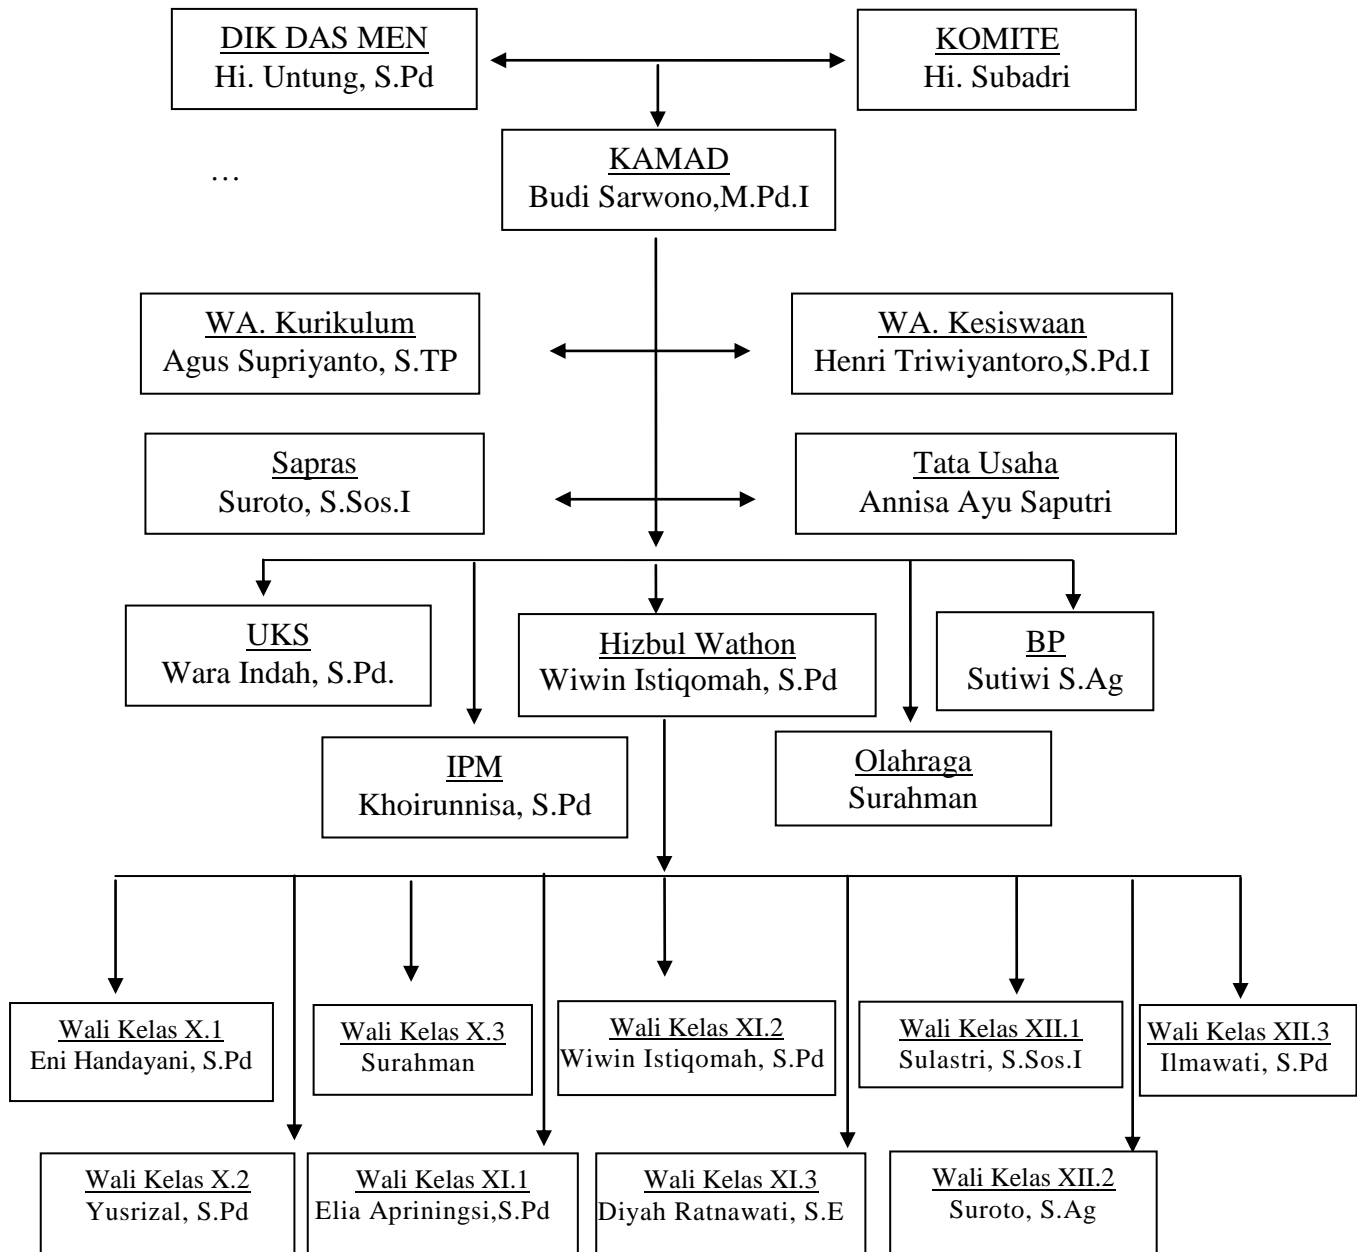 DIK DAS MEN
Hi. Untung, S.Pd
KOMITE
Hi. Subadri
KAMAD
Budi Sarwono,M.Pd.I
…
WA. Kurikulum
Agus Supriyanto, S.TP
WA. Kesiswaan
Henri Triwiyantoro,S.Pd.I
Sapras
Suroto, S.Sos.I
Tata Usaha
Annisa Ayu Saputri
UKS
Wara Indah, S.Pd.
Hizbul Wathon
Wiwin Istiqomah, S.Pd
BP
Sutiwi S.Ag
IPM
Khoirunnisa, S.Pd
Olahraga
Surahman
Wali Kelas X.1
Eni Handayani, S.Pd
Wali Kelas X.3
Surahman
Wali Kelas XI.2
Wiwin Istiqomah, S.Pd
Wali Kelas XII.1
Sulastri, S.Sos.I
Wali Kelas XII.3
Ilmawati, S.Pd
Wali Kelas X.2
Yusrizal, S.Pd
Wali Kelas XI.1
Elia Apriningsi,S.Pd
Wali Kelas XI.3
Diyah Ratnawati, S.E
Wali Kelas XII.2
Suroto, S.Ag